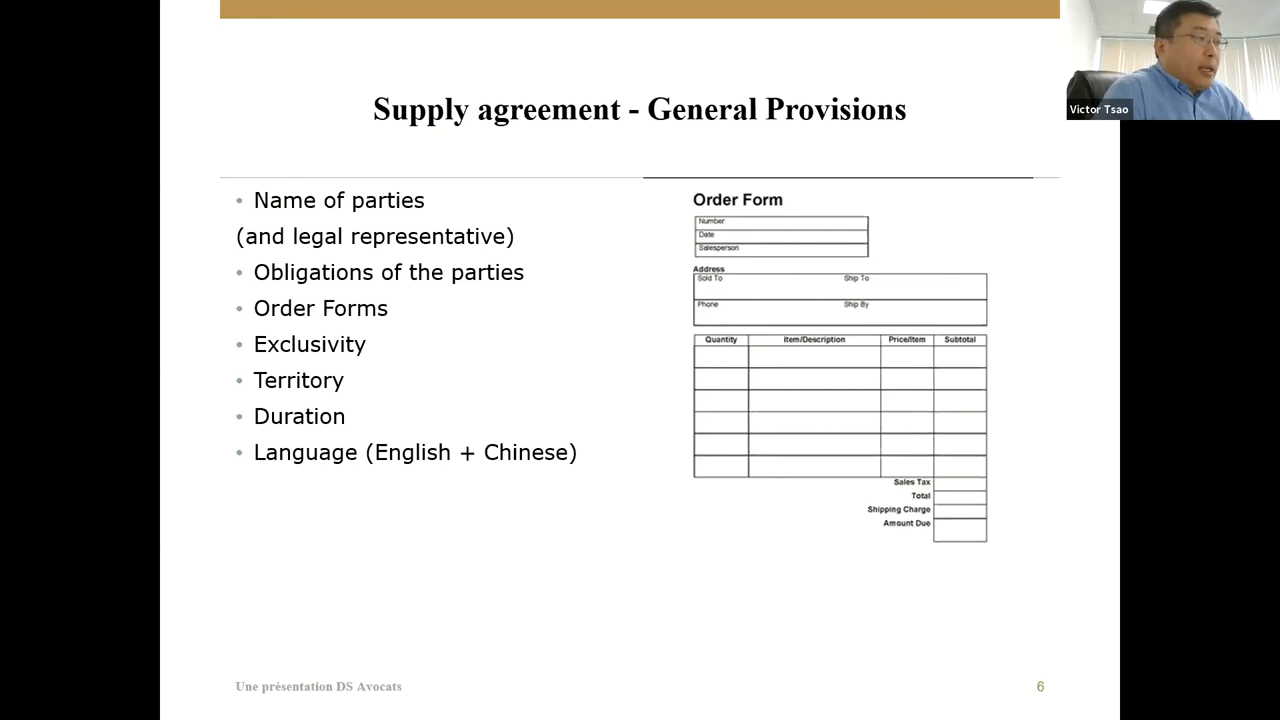 Supply agreement - General Provisions
• Name of parties
(and legal representative)
• Obligations of the parties
• Order Forms
• Exclusivity
• Territory
• Duration
• Language (English + Chinese)
Order Form
Number
Date
Salesperson
Address
Sold To Ship To
Phone Ship By
Quantity Item/Description Price/Item Subtotal
Sales Tax
Total
Shipping Charge
Amount Due
Victor Tsao
Une présentation DS Avocats
6